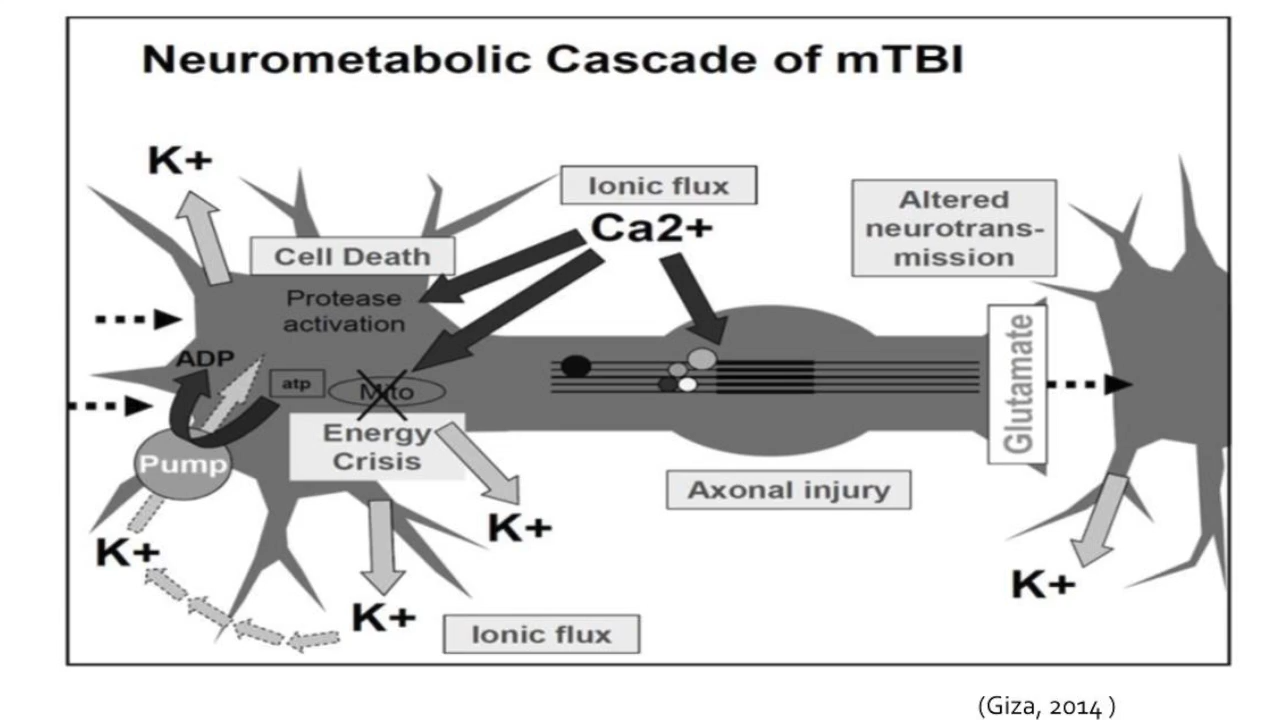 Neurometabolic Cascade of mTBI
K+
Ionic flux
Ca2+
Altered
neurotrans-
mission
Cell Death
Protease
activation
ADP
atp
Mito
Energy
Crisis
Pump
Glutamate
Axonal injury
K+
K+
K+
K+
Ionic flux
(Giza, 2014 )